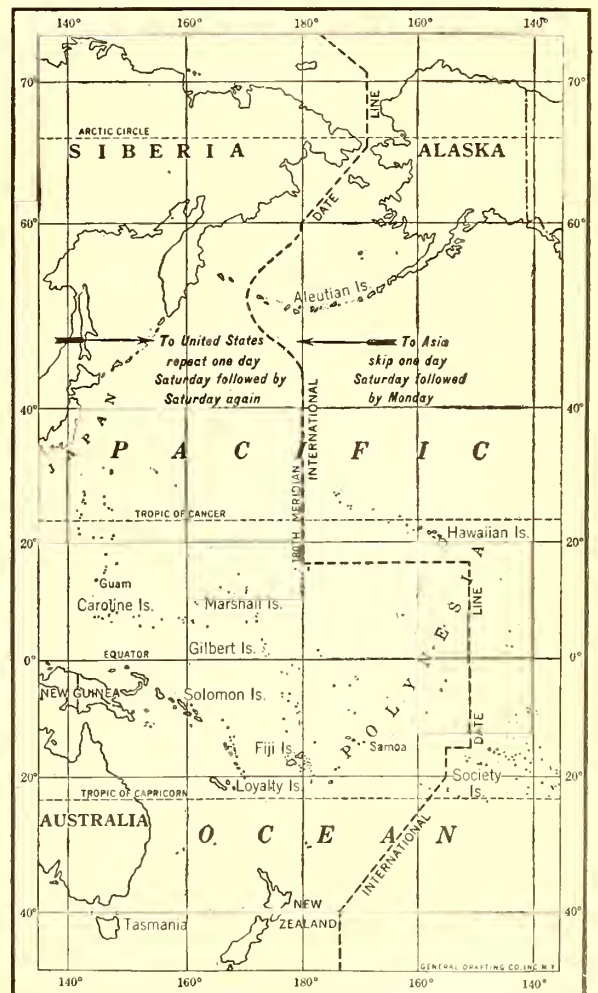 140° 160° 180° 160° 140°
70° 70°
LINE
ARCTIC CIRCLE
SIBERIA ALASKA
DATE
60° 60°
Aleutian Is.
To United States
repeat one day
Saturday followed by
Saturday again
To Asia
skip one day
Saturday followed
by Monday
INTERNATIONAL
40° 40°
JAPAN
PACIFIC
180TH MERIDIAN
TROPIC OF CANCER
Hawaiian Is.
20° 20°
Guam
Caroline Is.
Marshall Is.
LINE
POLYNESIA
Gilbert Is.
EQUATOR
0° 0°
NEW GUINEA
Solomon Is.
DATE
Fiji Is.
Samoa
Society
Is.
20° 20°
Loyalty Is.
TROPIC OF CAPRICORN
AUSTRALIA
OCEAN
INTERNATIONAL
NEW
ZEALAND
40° 40°
Tasmania
GENERAL DRAFTING CO. INC. N.Y.
140° 160° 180° 160° 140°